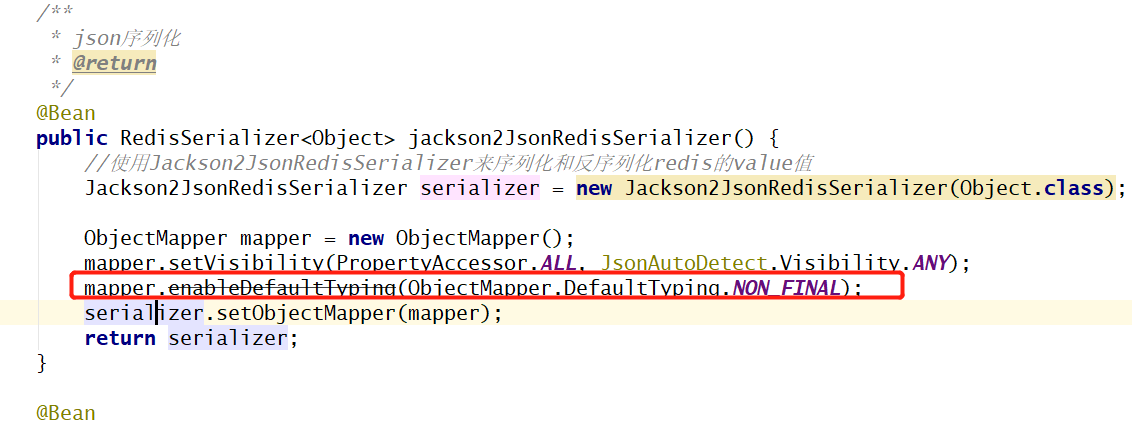 /**
* json序列化
* @return
*/
@Bean
public RedisSerializer<Object> jackson2JsonRedisSerializer() {
//使用Jackson2JsonRedisSerializer来序列化和反序列化redis的value值
Jackson2JsonRedisSerializer serializer = new Jackson2JsonRedisSerializer(Object.class);
ObjectMapper mapper = new ObjectMapper();
mapper.setVisibility(PropertyAccessor.ALL, JsonAutoDetect.Visibility.ANY);
mapper.enableDefaultTyping(ObjectMapper.DefaultTyping.NON_FINAL);
serializer.setObjectMapper(mapper);
return serializer;
}
@Bean